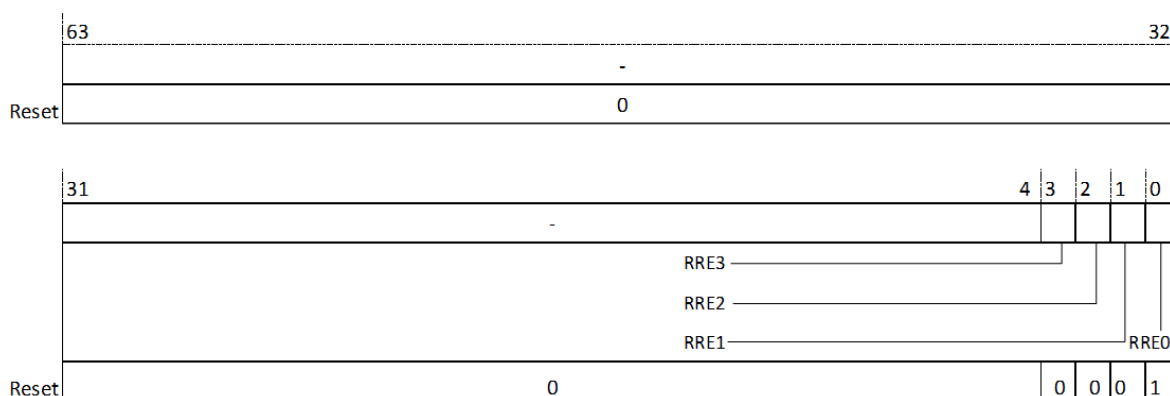 63 32
-
Reset 0
31 4 3 2 1 0
-
RRE3
RRE2
RRE1 RRE0
Reset 0 0 0 0 1